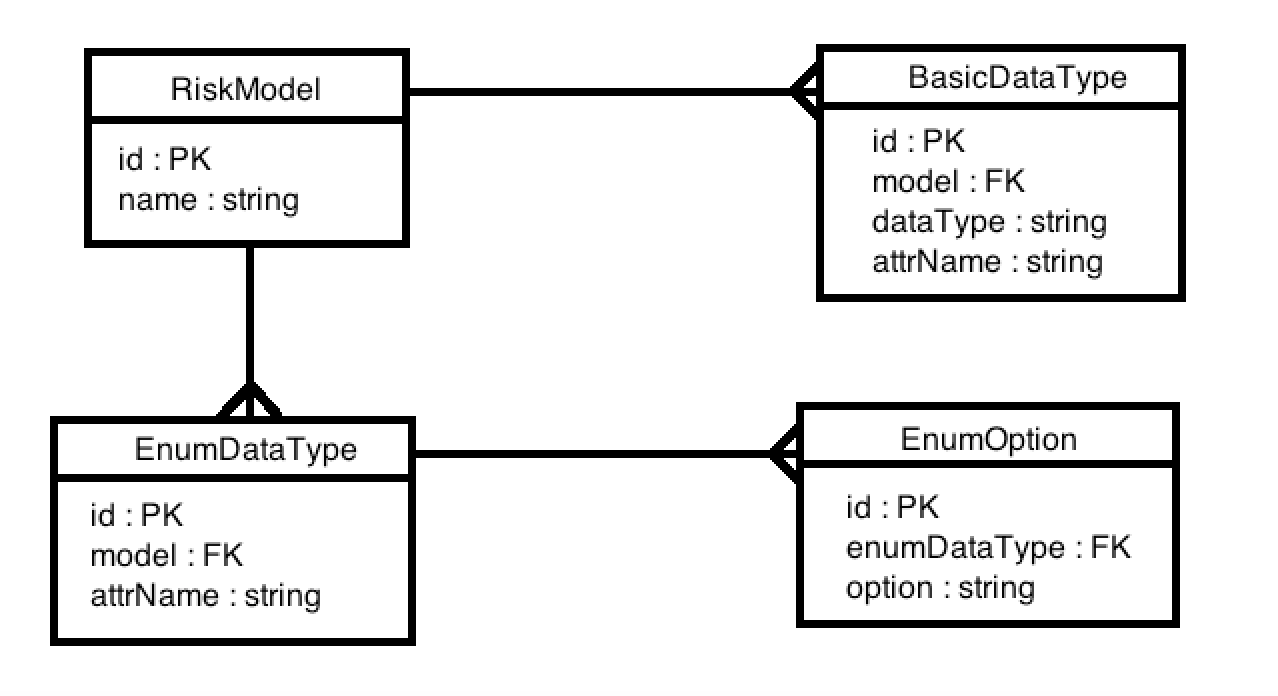 RiskModel
id : PK
name : string
BasicDataType
id : PK
model : FK
dataType : string
attrName : string
EnumDataType
id : PK
model : FK
attrName : string
EnumOption
id : PK
enumDataType : FK
option : string